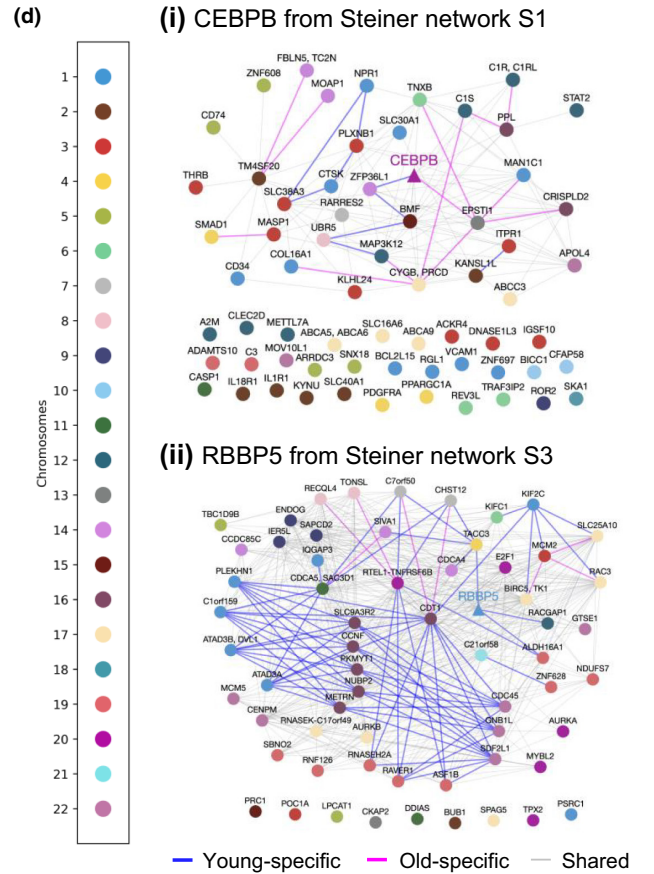 (d)
(i) CEBPB from Steiner network S1
FBLN5, TC2N
C1R, C1RL
ZNF608
MOAP1
NPR1
TNXB
C1S
STAT2
CD74
PLXNB1
SLC30A1
PPL
TM4SF20
CEBPB
MAN1C1
THRB
SLC38A3
CTSK
ZFP36L1
RARRES2
BMF
EPSTI1
CRISPLD2
SMAD1
MASP1
UBR5
ITPR1
MAP3K12
COL16A1
CYGB, PRCD
KANSL1L
APOL4
CD34
KLHL24
ABCC3
A2M
CLEC2D
METTL7A
ABCA5, ABCA6
SLC16A6
ABCA9
ACKR4
DNASE1L3
IGSF10
ADAMTS10
C3
MOV10L1
ARRDC3
SNX18
BCL2L15
RGL1
VCAM1
ZNF697
BICC1
CFAP58
CASP1
IL18R1
IL1R1
KYNU
SLC40A1
PDGFRA
PPARGC1A
REV3L
TRAF3IP2
ROR2
SKA1
Chromosomes
1
2
3
4
5
6
7
8
9
10
11
12
13
14
15
16
17
18
19
20
21
22
(ii) RBBP5 from Steiner network S3
RECQL4
TONSL
C7orf50
CHST12
KIF2C
TBC1D9B
ENDOG
SIVA1
KIFC1
SLC25A10
IER5L
SAPCD2
CCDC85C
TACC3
IQGAP3
MCM2
CDCA4
E2F1
PLEKHN1
CDCA5, SAC3D1
RTEL1-TNFRSF6B
BIRC5, TK1
RAC3
C1orf159
SLC9A3R2
CDT1
RBBP5
RACGAP1
GTSE1
ATAD3B, DVL1
CCNF
C21orf58
ALDH16A1
PKMYT1
ATAD3A
NUBP2
ZNF628
NDUFS7
MCM5
METRN
CDC45
CENPM
RNASEK-C17orf49
AURKB
GNB1L
AURKA
SBNO2
RNF126
RNASEH2A
SDF2L1
MYBL2
RAVER1
ASF1B
PRC1
POC1A
LPCAT1
CKAP2
DDIAS
BUB1
SPAG5
TPX2
PSRC1
Young-specific
Old-specific
Shared